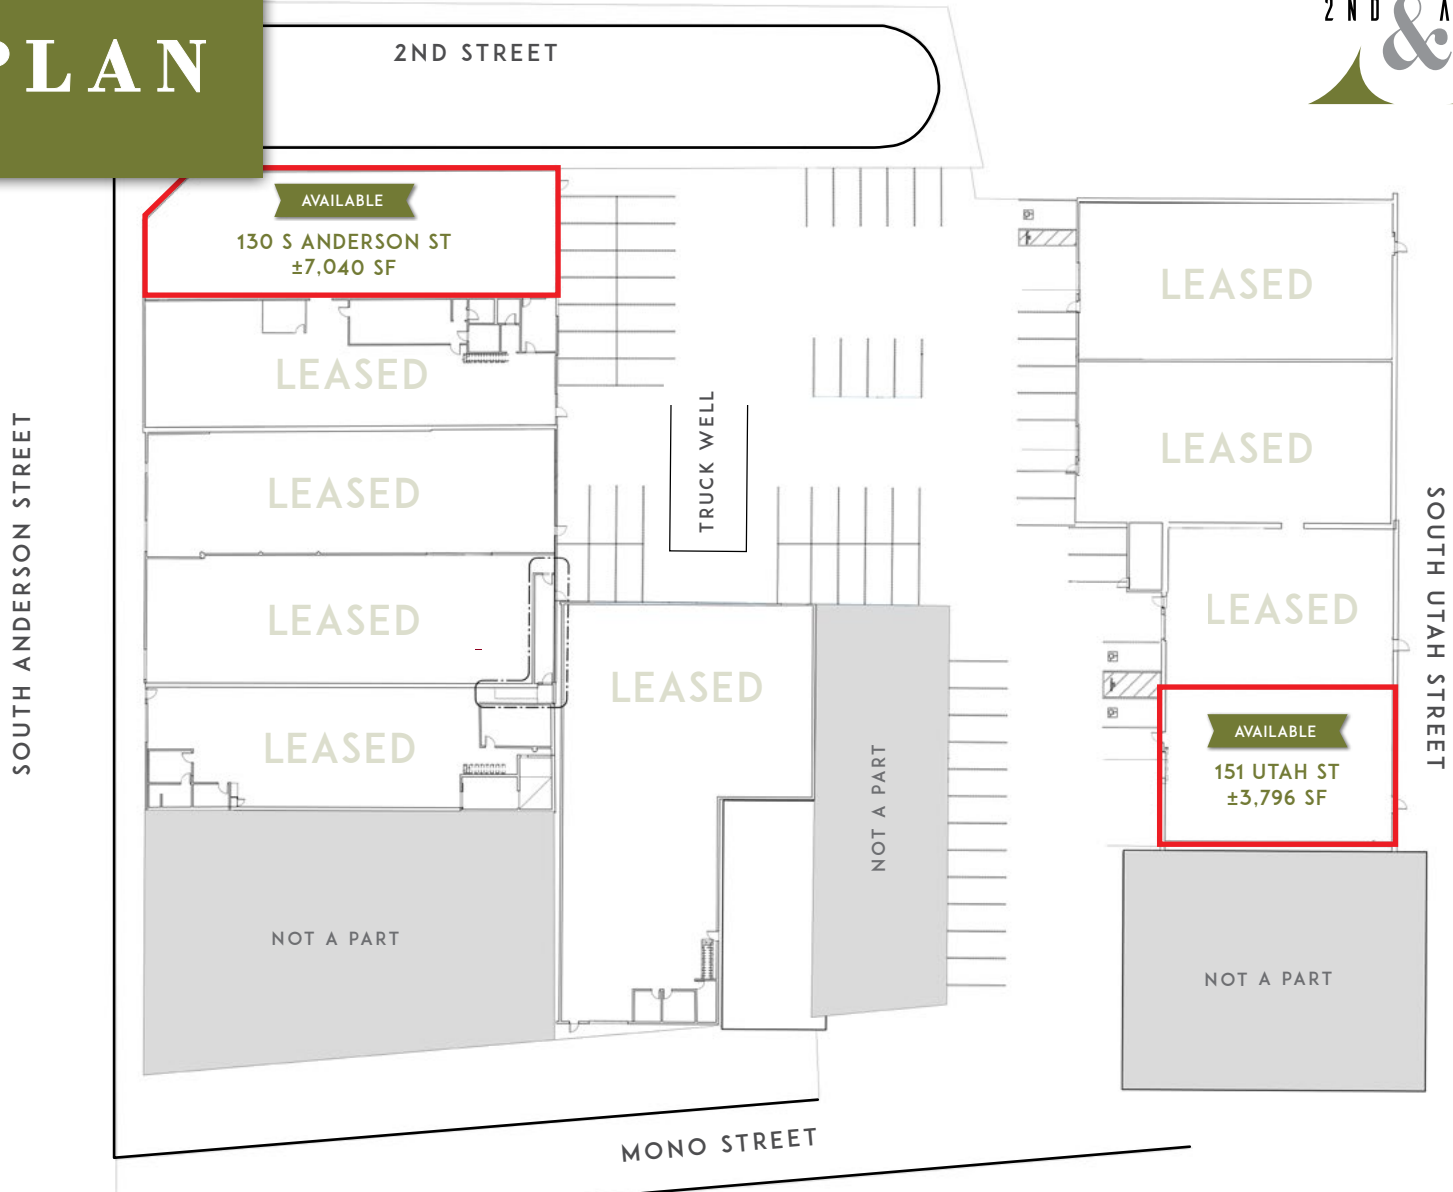 PLAN
2ND STREET
2ND &
AVAILABLE
130 S ANDERSON ST
±7,040 SF
LEASED
LEASED
LEASED
LEASED
SOUTH ANDERSON STREET
TRUCK WELL
LEASED
NOT A PART
NOT A PART
LEASED
LEASED
LEASED
SOUTH UTAH STREET
AVAILABLE
151 UTAH ST
±3,796 SF
NOT A PART
MONO STREET